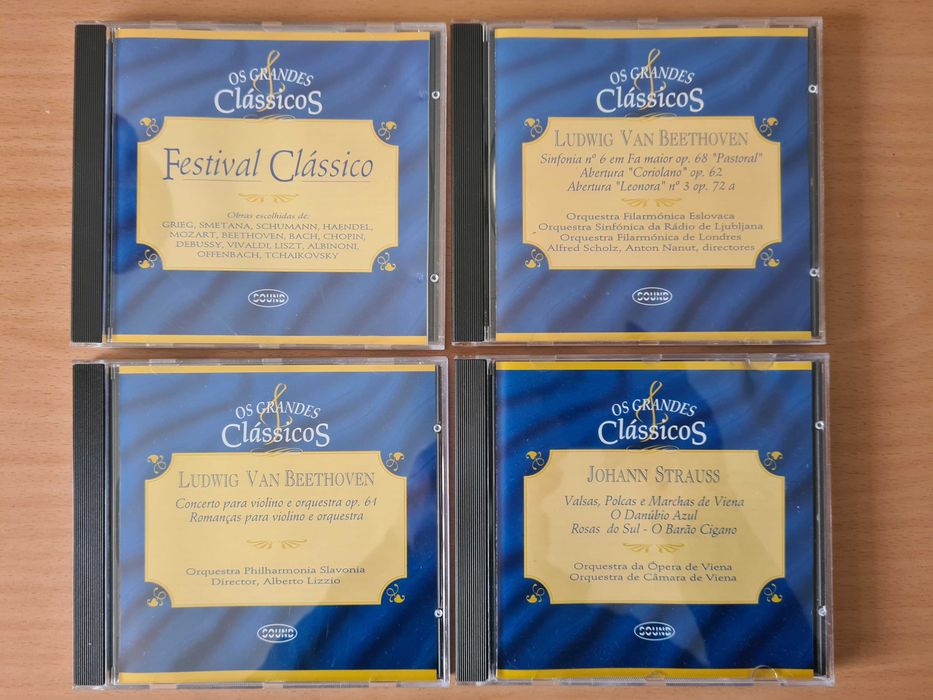 OS GRANDES
CLássicoS
Festival Clássico
Obras escolhidas de:
GRIEG, SMETANA, SCHUMANN, HAENDEL,
MOZART, BEETHOVEN, BACH, CHOPIN,
DEBUSSY, VIVALDI, LISZT, ALBINONI,
OFFENBACH, TCHAIKOVSKY
SOUND
OS GRANDES
CLássicoS
LUDWIG VAN BEETHOVEN
Sinfonia nº 6 em Fa maior op. 68 "Pastoral"
Abertura "Coriolano" op. 62
Abertura "Leonora" nº 3 op. 72 a
Orquestra Filarmónica Eslovaca
Orquestra Sinfónica da Rádio de Ljubljana
Orquestra Filarmónica de Londres
Alfred Scholz, Anton Nanut, directores
SOUND
OS GRANDES
CLássicoS
LUDWIG VAN BEETHOVEN
Concerto para violino e orquestra op. 61
Romanças para violino e orquestra
Orquestra Philharmonia Slavonia
Director, Alberto Lizzio
SOUND
OS GRANDES
CLássicoS
JOHANN STRAUSS
Valsas, Polcas e Marchas de Viena
O Danúbio Azul
Rosas do Sul - O Barão Cigano
Orquestra da Ópera de Viena
Orquestra de Câmara de Viena
SOUND